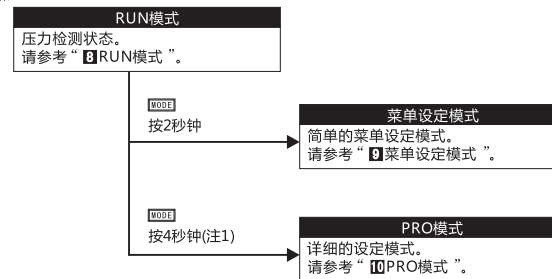 RUN模式
压力检测状态。
请参考“ 8RUN模式 ”。
MODE
按2秒钟
菜单设定模式
简单的菜单设定模式。
请参考“ 9菜单设定模式 ”。
MODE
按4秒钟(注1)
PRO模式
详细的设定模式。
请参考“ 10PRO模式 ”。